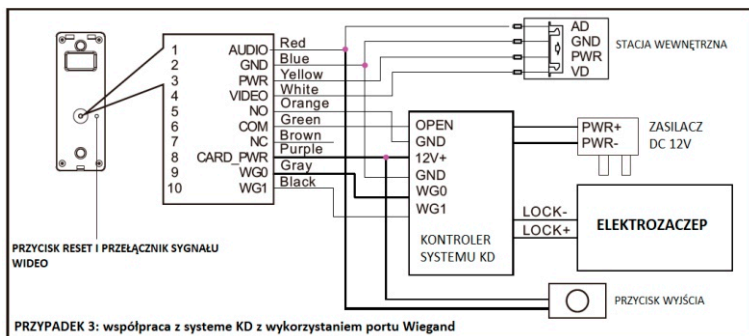 1 AUDIO Red
2 GND Blue
3 PWR Yellow
4 VIDEO White
5 NO Orange
6 COM Green
7 NC Brown
8 CARD_PWR Purple
9 WG0 Gray
10 WG1 Black
AD
GND
PWR
VD
STACJA WEWNĘTRZNA
OPEN
GND
12V+
GND
WG0
WG1
KONTROLER
SYSTEMU KD
PWR+
PWR-
ZASILACZ
DC 12V
LOCK-
LOCK+
ELEKTROZACZEP
PRZYCISK WYJŚCIA
PRZYCISK RESET I PRZEŁĄCZNIK SYGNAŁU
WIDEO
PRZYPADEK 3: współpraca z systeme KD z wykorzystaniem portu Wiegand